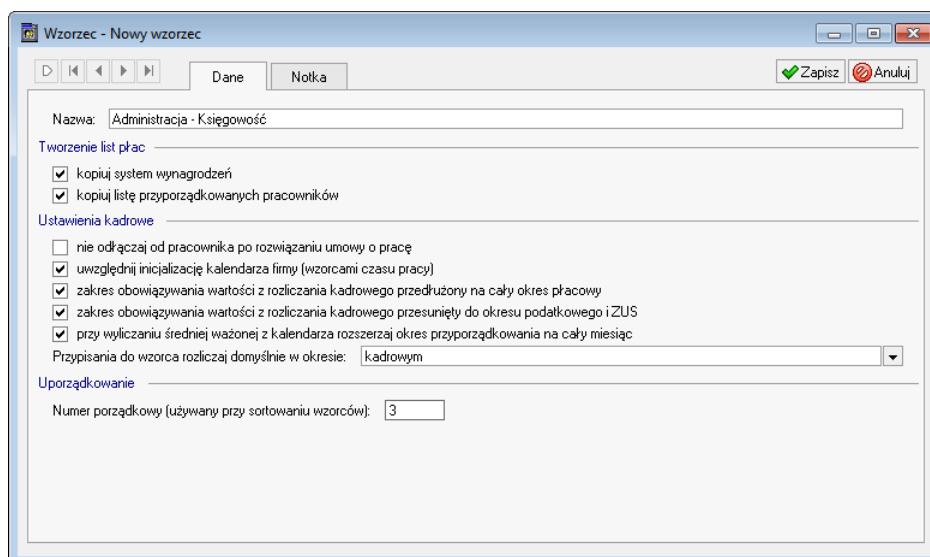 Wzorzec - Nowy wzorzec
Dane Notka Zapisz Anuluj
Nazwa: Administracja - Księgowość
Tworzenie list płac
kopiuj system wynagrodzeń
kopiuj listę przyporządkowanych pracowników
Ustawienia kadrowe
nie odłączaj od pracownika po rozwiązaniu umowy o pracę
uwzględnij inicjalizację kalendarza firmy (wzorcami czasu pracy)
zakres obowiązywania wartości z rozliczania kadrowego przedłużony na cały okres płacowy
zakres obowiązywania wartości z rozliczania kadrowego przesunięty do okresu podatkowego i ZUS
przy wyliczaniu średniej ważonej z kalendarza rozszerzaj okres przyporządkowania na cały miesiąc
Przypisania do wzorca rozliczaj domyślnie w okresie: kadrowym
Uporządkowanie
Numer porządkowy (używany przy sortowaniu wzorców): 3